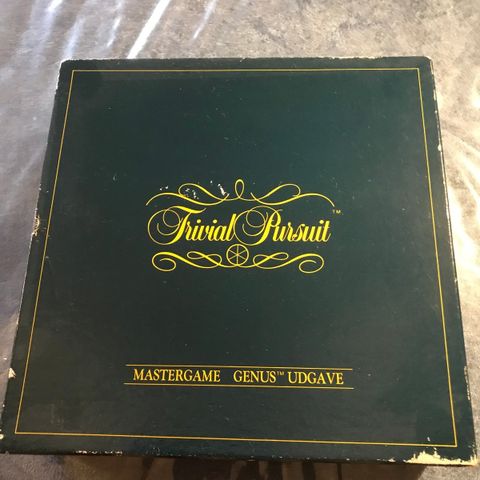 Trivial Pursuit™
MASTERGAME GENUS™ UDGAVE